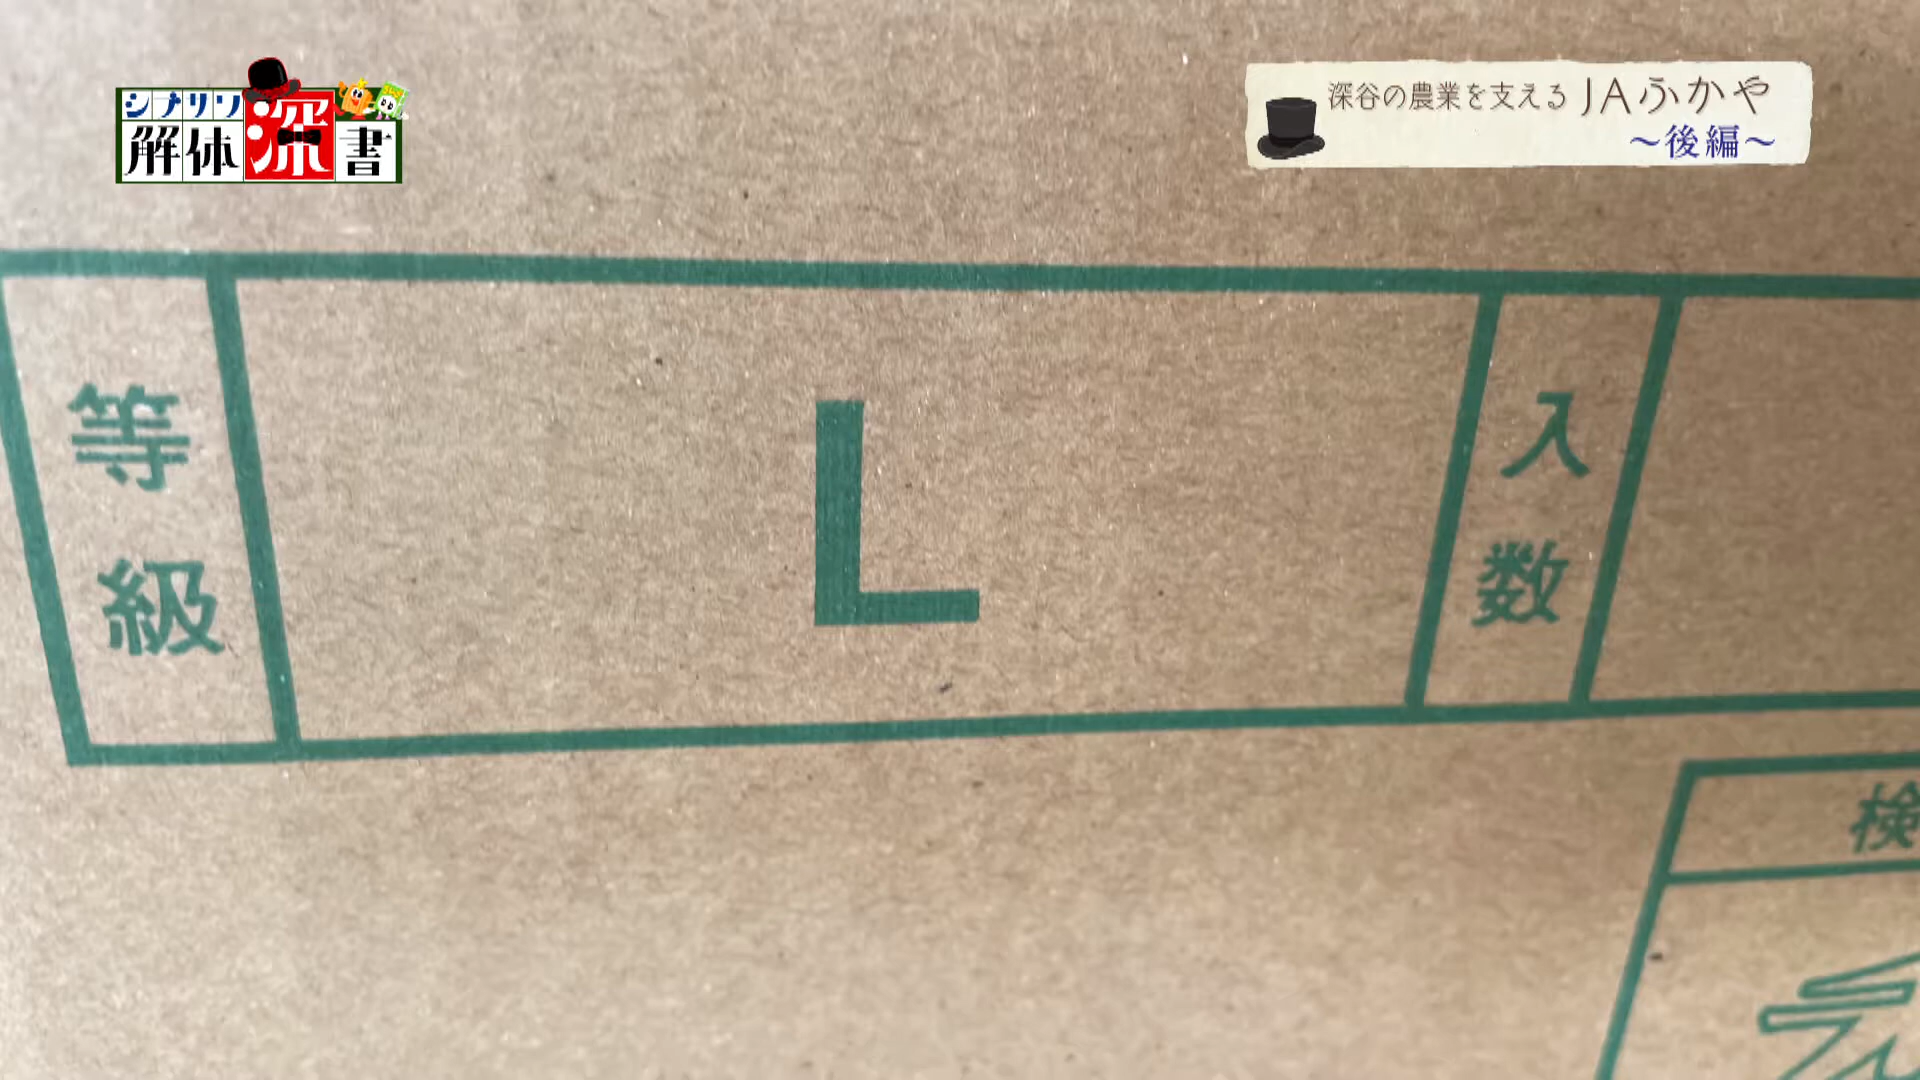 シナリワ
解体深書
深谷の農業を支える JAふかや
～後編～
等級
L
入数
検